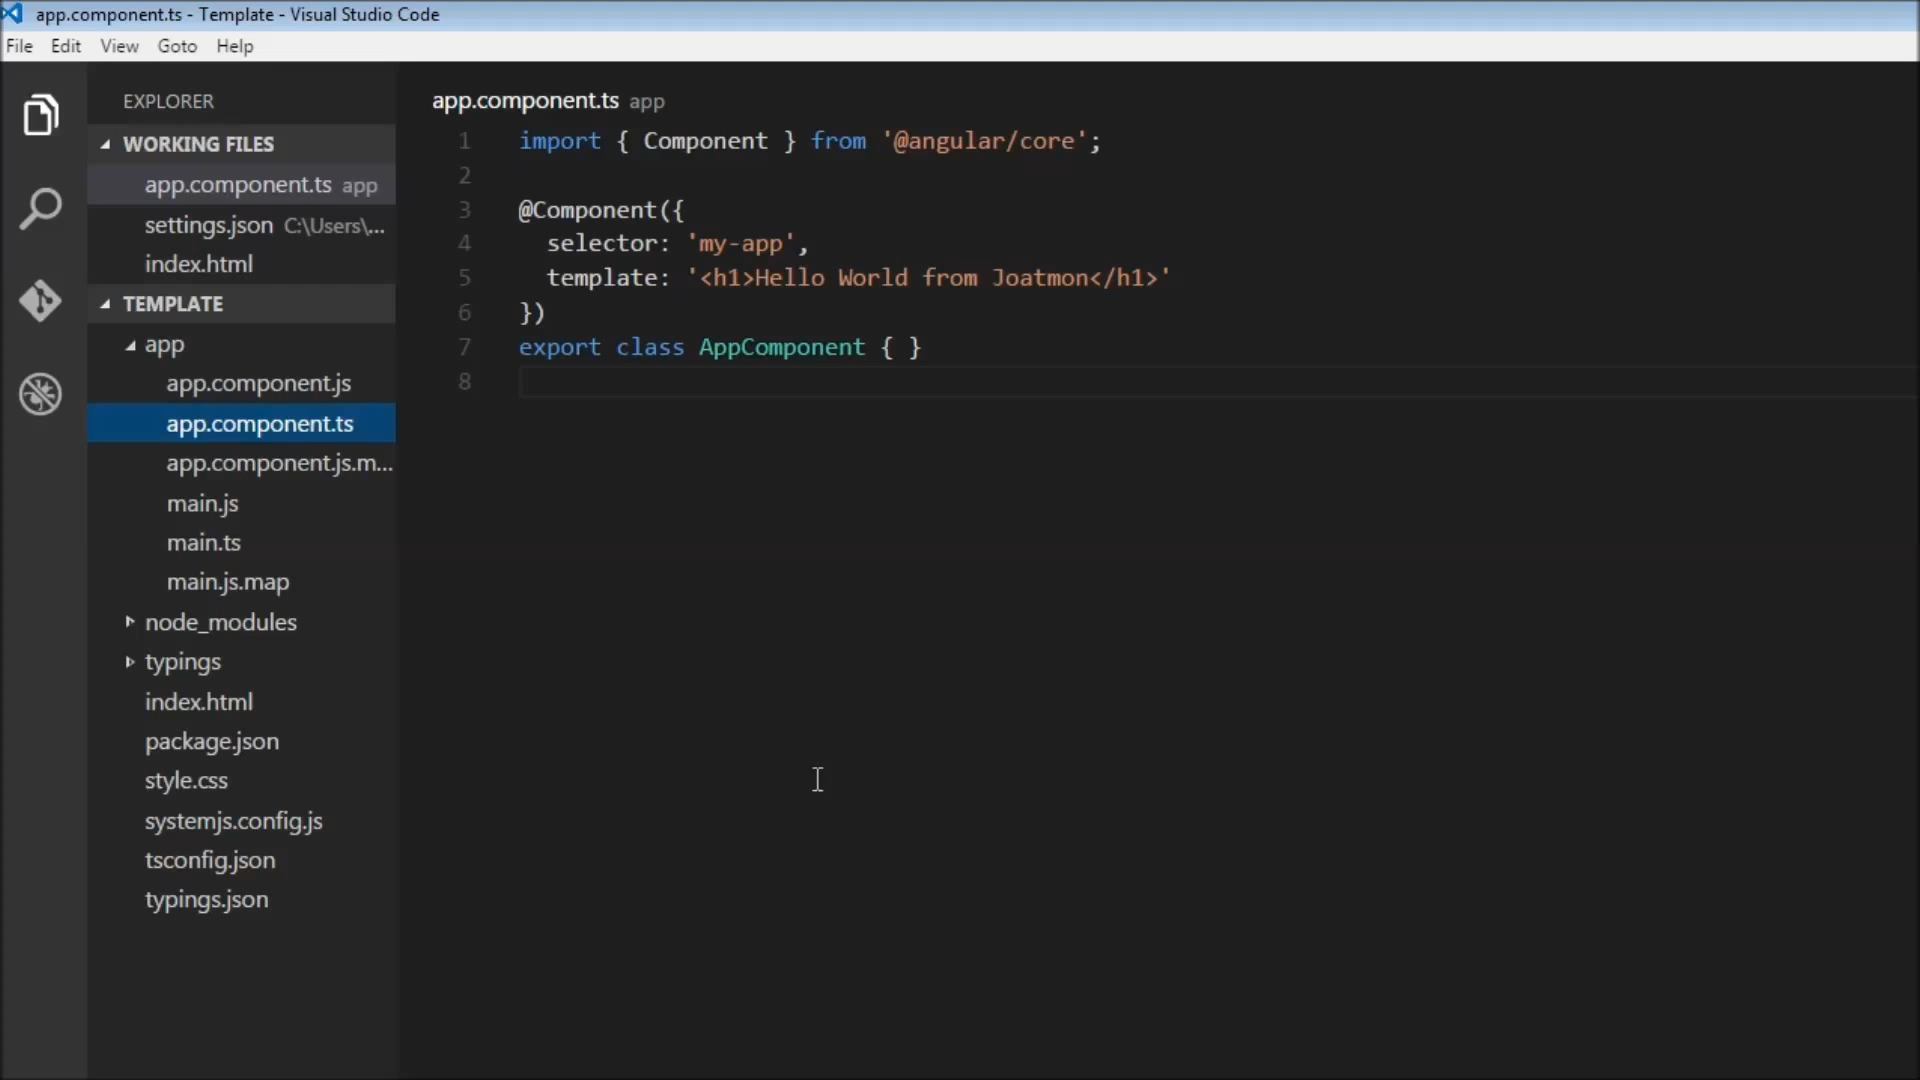 app.component.ts - Template - Visual Studio Code
File Edit View Goto Help
EXPLORER
WORKING FILES
app.component.ts app
settings.json C:\Users\...
index.html
TEMPLATE
app
app.component.js
app.component.ts
app.component.js.m...
main.js
main.ts
main.js.map
node_modules
typings
index.html
package.json
style.css
systemjs.config.js
tsconfig.json
typings.json
app.component.ts app
1 import { Component } from '@angular/core';
2
3 @Component({
4 selector: 'my-app',
5 template: '<h1>Hello World from Joatmon</h1>'
6 })
7 export class AppComponent { }
8